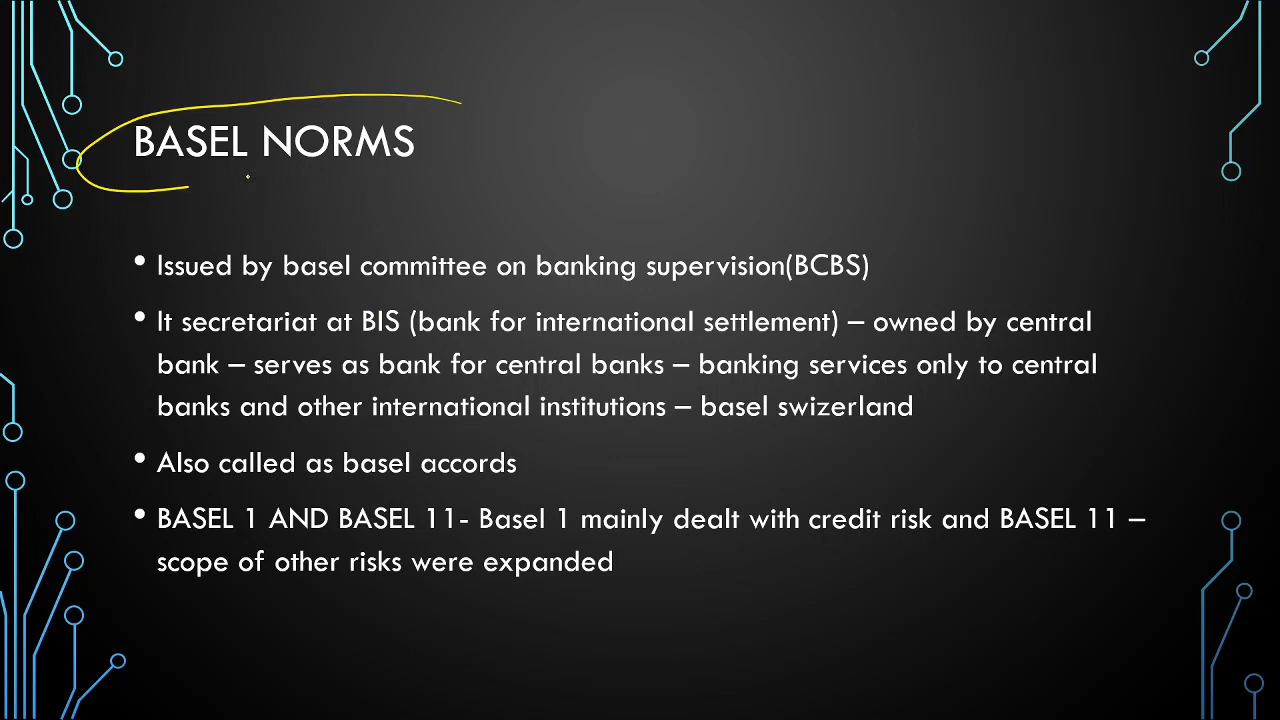 BASEL NORMS
• Issued by basel committee on banking supervision(BCBS)
• It secretariat at BIS (bank for international settlement) – owned by central
bank – serves as bank for central banks – banking services only to central
banks and other international institutions – basel swizerland
• Also called as basel accords
• BASEL 1 AND BASEL 11- Basel 1 mainly dealt with credit risk and BASEL 11 –
scope of other risks were expanded